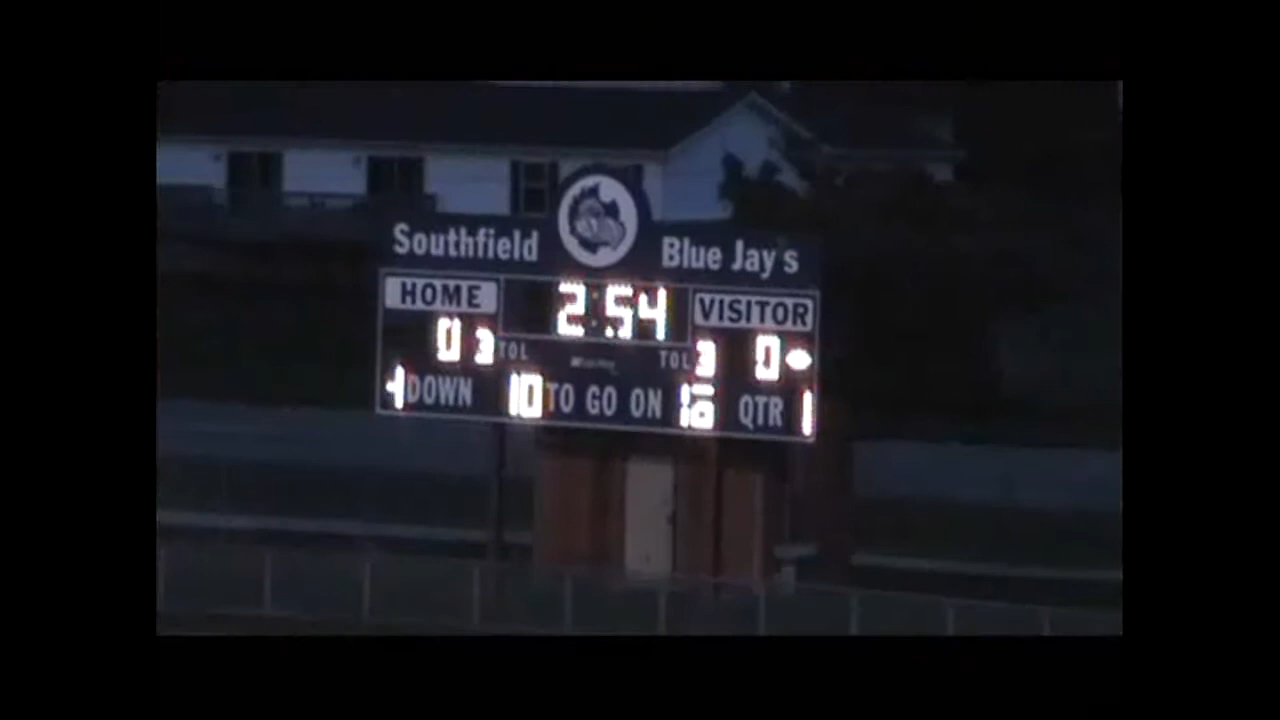 Southfield Blue Jay's
HOME 2:54 VISITOR
0 3 TOL TOL 3 0
DOWN 10 TO GO ON QTR 1